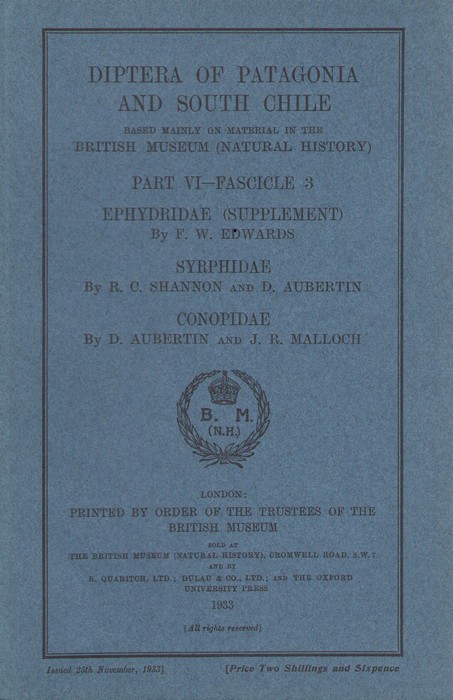 DIPTERA OF PATAGONIA
AND SOUTH CHILE
BASED MAINLY ON MATERIAL IN THE
BRITISH MUSEUM (NATURAL HISTORY)
PART VI—FASCICLE 3
EPHYDRIDAE (SUPPLEMENT)
By F. W. EDWARDS
SYRPHIDAE
By R. C. SHANNON AND D. AUBERTIN
CONOPIDAE
By D. AUBERTIN AND J. R. MALLOCH
B. M.
(N.H.)
LONDON:
PRINTED BY ORDER OF THE TRUSTEES OF THE
BRITISH MUSEUM
SOLD AT
THE BRITISH MUSEUM (NATURAL HISTORY), CROMWELL ROAD, S.W. 7
AND BY
B. QUARITCH, LTD.; DULAU & CO., LTD.; AND THE OXFORD
UNIVERSITY PRESS
1933
(All rights reserved)
Issued 25th November, 1933]
[Price Two Shillings and Sixpence